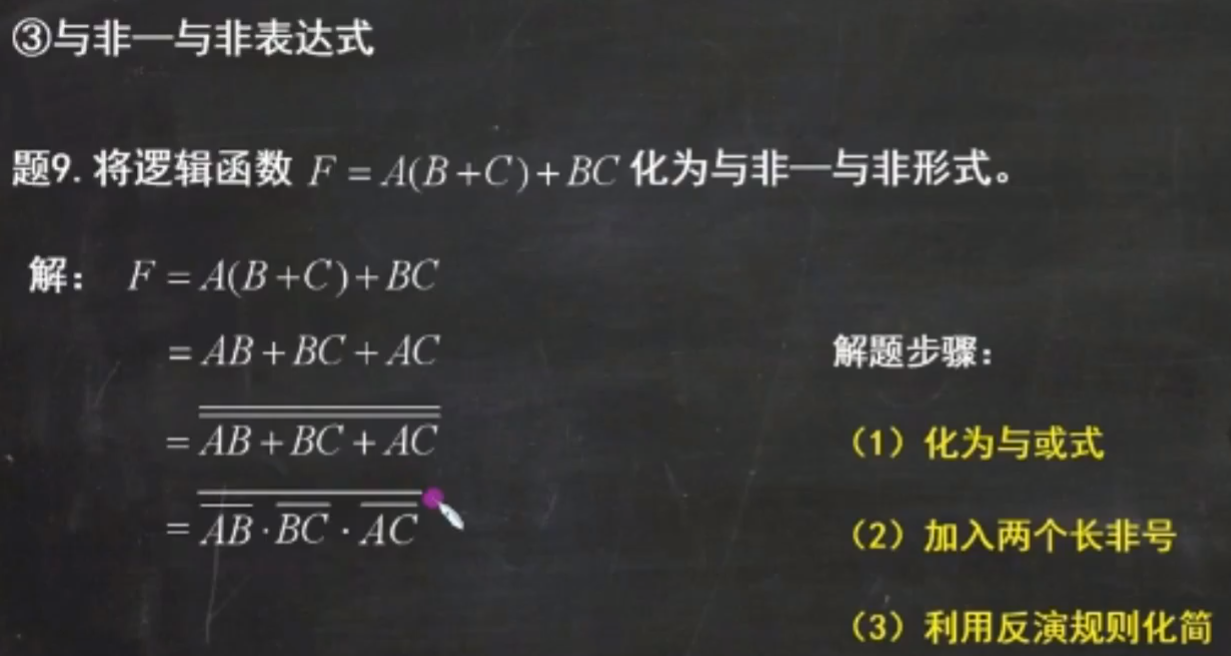 ③与非—与非表达式
题9.将逻辑函数 F = A(B+C)+BC 化为与非—与非形式。
解： F = A(B+C)+BC
= AB+BC+AC
= \overline{\overline{AB+BC+AC}}
= \overline{\overline{AB}·\overline{BC}·\overline{AC}}
解题步骤：
（1）化为与或式
（2）加入两个长非号
（3）利用反演规则化简